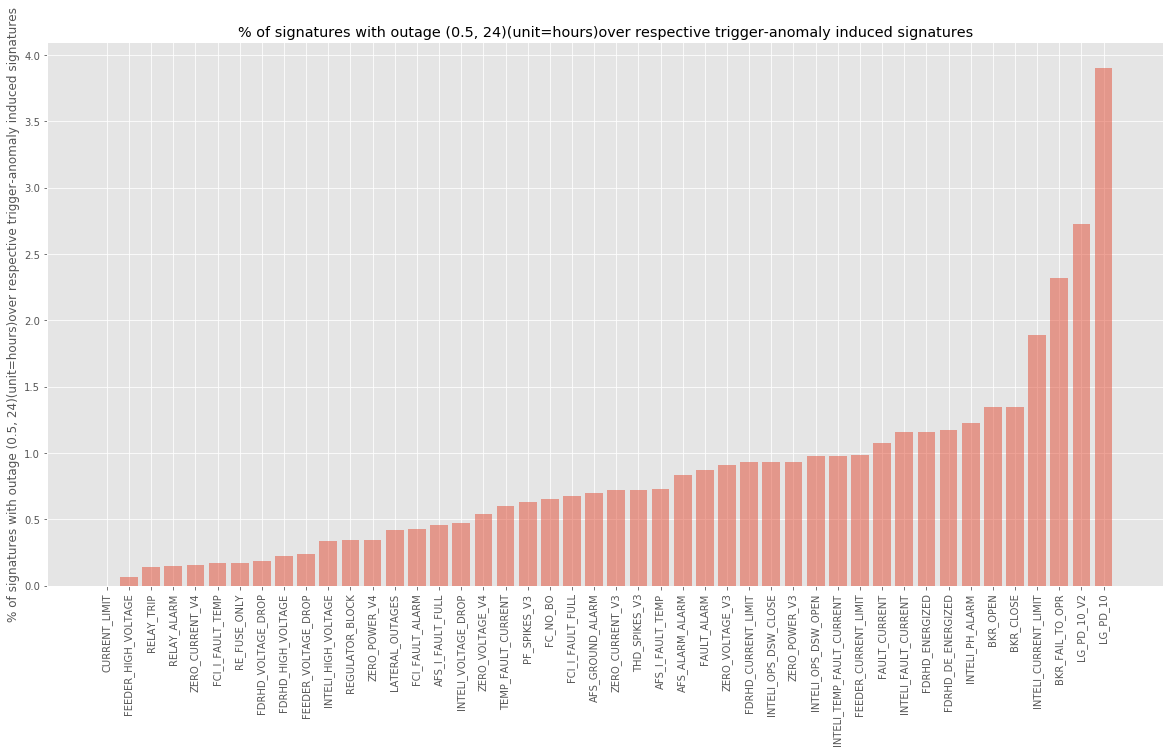 % of signatures with outage (0.5, 24)(unit=hours)over respective trigger-anomaly induced signatures
% of signatures with outage (0.5, 24)(unit=hours)over respective trigger-anomaly induced signatures
4.0
3.5
3.0
2.5
2.0
1.5
1.0
0.5
0.0
CURRENT_LIMIT
FEEDER_HIGH_VOLTAGE
RELAY_TRIP
RELAY_ALARM
ZERO_CURRENT_V4
FCI_I_FAULT_TEMP
RE_FUSE_ONLY
FDRHD_VOLTAGE_DROP
FDRHD_HIGH_VOLTAGE
FEEDER_VOLTAGE_DROP
INTELI_HIGH_VOLTAGE
REGULATOR_BLOCK
ZERO_POWER_V4
LATERAL_OUTAGES
FCI_FAULT_ALARM
AFS_I_FAULT_FULL
INTELI_VOLTAGE_DROP
ZERO_VOLTAGE_V4
TEMP_FAULT_CURRENT
PF_SPIKES_V3
FC_NO_BO
FCI_I_FAULT_FULL
AFS_GROUND_ALARM
ZERO_CURRENT_V3
THD_SPIKES_V3
AFS_I_FAULT_TEMP
AFS_ALARM_ALARM
FAULT_ALARM
ZERO_VOLTAGE_V3
FDRHD_CURRENT_LIMIT
INTELI_OPS_DSW_CLOSE
ZERO_POWER_V3
INTELI_OPS_DSW_OPEN
INTELI_TEMP_FAULT_CURRENT
FEEDER_CURRENT_LIMIT
FAULT_CURRENT
INTELI_FAULT_CURRENT
FDRHD_ENERGIZED
FDRHD_DE_ENERGIZED
INTELI_PH_ALARM
BKR_OPEN
BKR_CLOSE
INTELI_CURRENT_LIMIT
BKR_FAIL_TO_OPR
LG_PD_10_V2
LG_PD_10